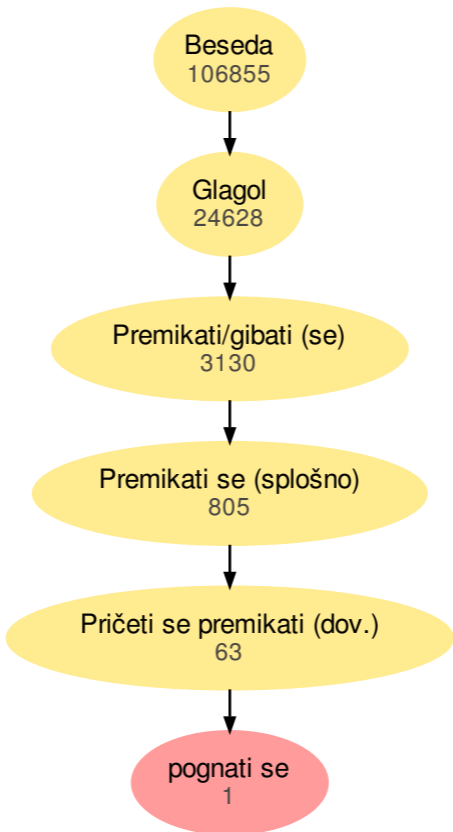 Beseda
106855
Glagol
24628
Premikati/gibati (se)
3130
Premikati se (splošno)
805
Pričeti se premikati (dov.)
63
pognati se
1